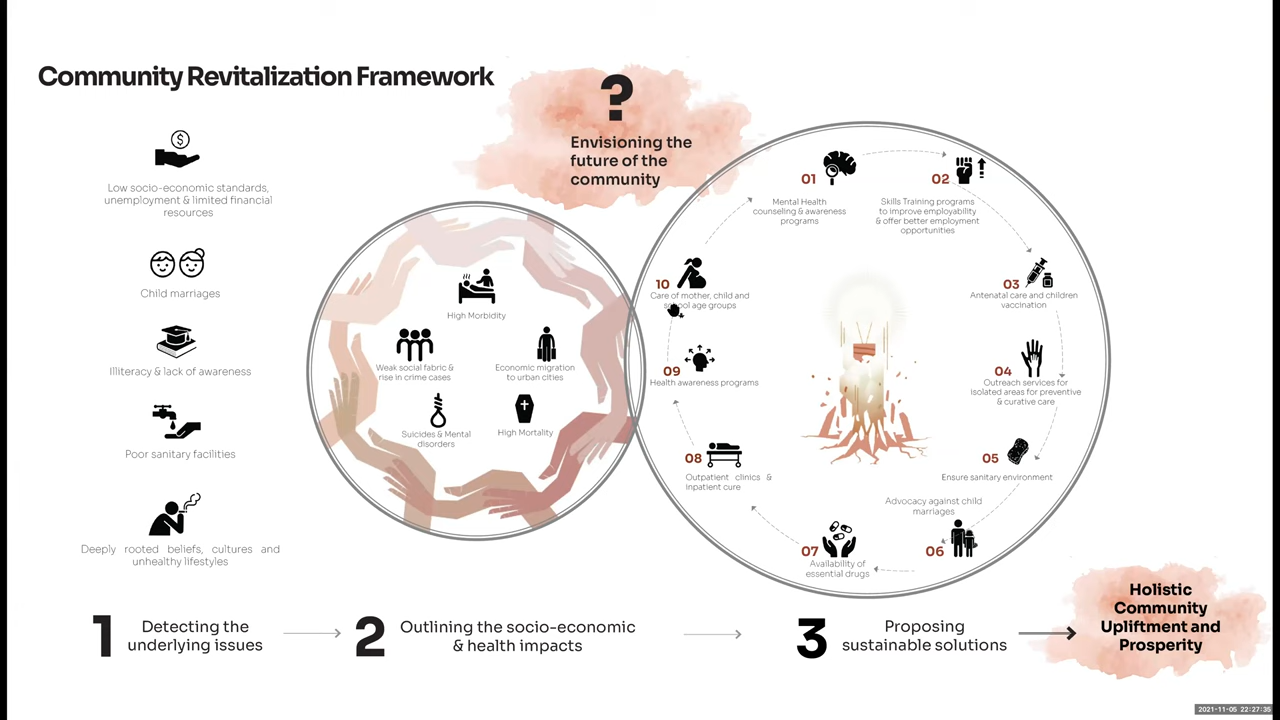 Community Revitalization Framework
?
Envisioning the
future of the
community
$
Low socio-economic standards,
unemployment & limited financial
resources
Child marriages
Illiteracy & lack of awareness
Poor sanitary facilities
Deeply rooted beliefs, cultures and
unhealthy lifestyles
High Morbidity
Weak social fabric &
rise in crime cases
Economic migration
to urban cities
Suicides & Mental
disorders
High Mortality
01
Mental Health
counseling & awareness
programs
02
Skills Training programs
to improve employability
& offer better employment
opportunities
03
Antenatal care and children
vaccination
04
Outreach services for
isolated areas for preventive
& curative care
05
Ensure sanitary environment
Advocacy against child
marriages
06
07
Availability of
essential drugs
08
Outpatient clinics &
inpatient cure
09
Health awareness programs
10
Care of mother, child and
school age groups
1 Detecting the
underlying issues
2 Outlining the socio-economic
& health impacts
3 Proposing
sustainable solutions
Holistic
Community
Upliftment and
Prosperity
2021-11-05 22:27:35